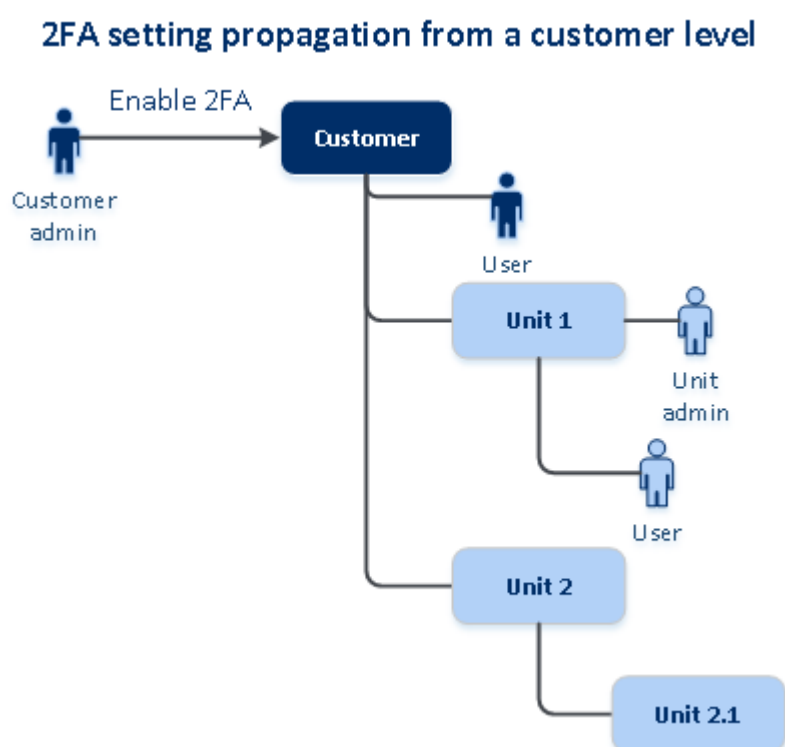 2FA setting propagation from a customer level
Enable 2FA
Customer
Customer
admin
User
Unit 1
Unit
admin
User
Unit 2
Unit 2.1